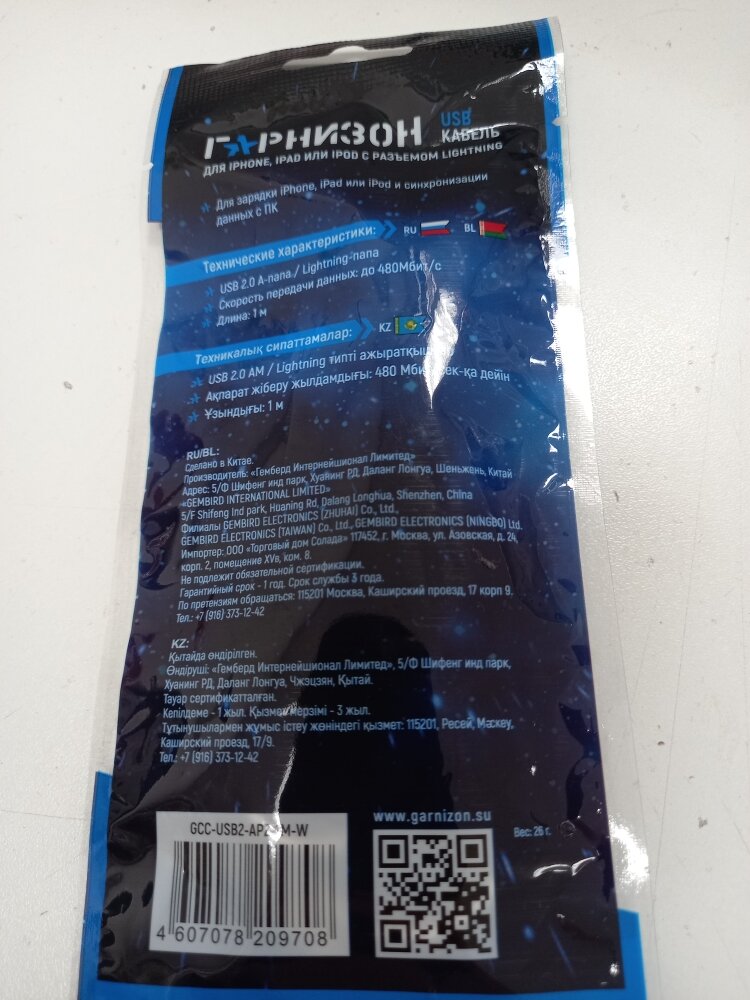 ГАРНИЗОН
USB
КАБЕЛЬ
ДЛЯ IPHONE, IPAD ИЛИ IPOD С РАЗЪЕМОМ LIGHTNING
Для зарядки iPhone, iPad или iPod и синхронизации
данных с ПК
Технические характеристики: RU BL
USB 2.0 A-папа / Lightning-папа
Скорость передачи данных: до 480Мбит/с
Длина: 1 м
Техникалық сипаттамалар: KZ
USB 2.0 AM / Lightning типті
Ақпарат жіберу жылдамдығы: 480 дейін
Ұзындығы: 1 м
RU/BL:
Сделано в Китае.
Производитель: «Гемберд Интернейшионал Лимитед»
Адрес: 5/Ф Шифенг инд парк, Хуанинг РД, Даланг Лонгуа, Шеньжень, Китай
«GEMBIRD INTERNATIONAL LIMITED»
5/F Shifeng Ind park, Huaning Rd, Dalang Longhua, Shenzhen, China
Филиалы GEMBIRD ELECTRONICS (ZHUHAI) Co., Ltd.,
GEMBIRD ELECTRONICS (TAIWAN) Co., Ltd., GEMBIRD ELECTRONICS (NINGBO) Ltd.
Импортер: ООО «Торговый дом Солада» 117452, г. Москва, ул. Азовская, д. 24,
корп. 2, помещение XVв, ком. 8.
Не подлежит обязательной сертификации.
Гарантийный срок - 1 год. Срок службы 3 года.
По претензиям обращаться: 115201 Москва, Каширский проезд, 17 корп 9.
Тел.: +7 (916) 373-12-42
KZ:
Қытайда өндірілген.
Өндіруші: «Гемберд Интернейшионал Лимитед», 5/Ф Шифенг инд парк,
Хуанинг РД, Даланг Лонгуа, Чжэцзян, Қытай.
Тауар сертификатталған.
Кепілдеме - 1 жыл. Қызмет мерзімі - 3 жыл.
Тұтынушылармен жұмыс істеу жөніндегі қызмет: 115201, Ресей, Мәскеу,
Каширский проезд, 17/9.
Тел.: +7 (916) 373-12-42
GCC-USB2-AP2-1M-W
4 607078 209708
www.garnizon.su
Вес: 26 г.